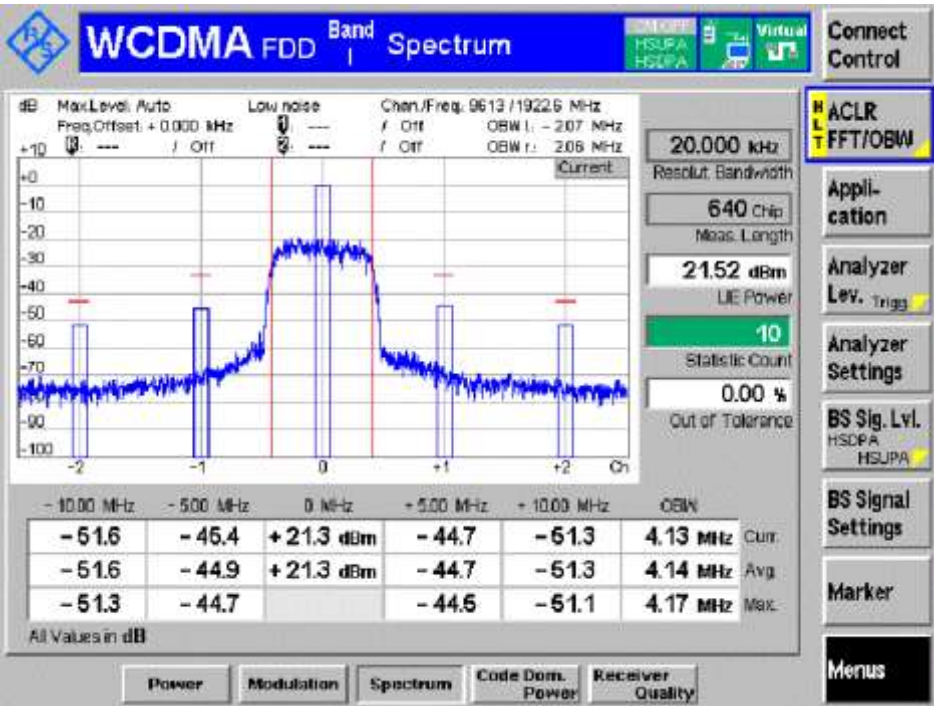 WCDMA FDD Band I Spectrum
HSUPA
HSDPA
Virtual
Connect Control
dB Max.Level: Auto Low noise Chan./Freq.: 9613 / 1922.6 MHz
Freq.Offset: + 0.000 kHz 1: --- / Off OBW l.: - 2.07 MHz
R: --- / Off 2: --- / Off OBW r.: 2.06 MHz
Current
+10
+0
-10
-20
-30
-40
-50
-60
-70
-80
-90
-100
-2 -1 0 +1 +2 Ch
20.000 kHz
Resolut. Bandwidth
640 Chip
Meas. Length
21.52 dBm
UE Power
10
Statistic Count
0.00 %
Out of Tolerance
- 10.00 MHz - 5.00 MHz 0 MHz + 5.00 MHz + 10.00 MHz OBW
- 51.6 - 45.4 + 21.3 dBm - 44.7 - 51.3 4.13 MHz Curr.
- 51.6 - 44.9 + 21.3 dBm - 44.7 - 51.3 4.14 MHz Avg.
- 51.3 - 44.7 - 44.5 - 51.1 4.17 MHz Max.
All Values in dB
Power Modulation Spectrum Code Dom. Power Receiver Quality
HLT
ACLR
FFT/OBW
Appli-
cation
Analyzer
Lev. Trigg
Analyzer
Settings
BS Sig. Lvl.
HSDPA
HSUPA
BS Signal
Settings
Marker
Menus